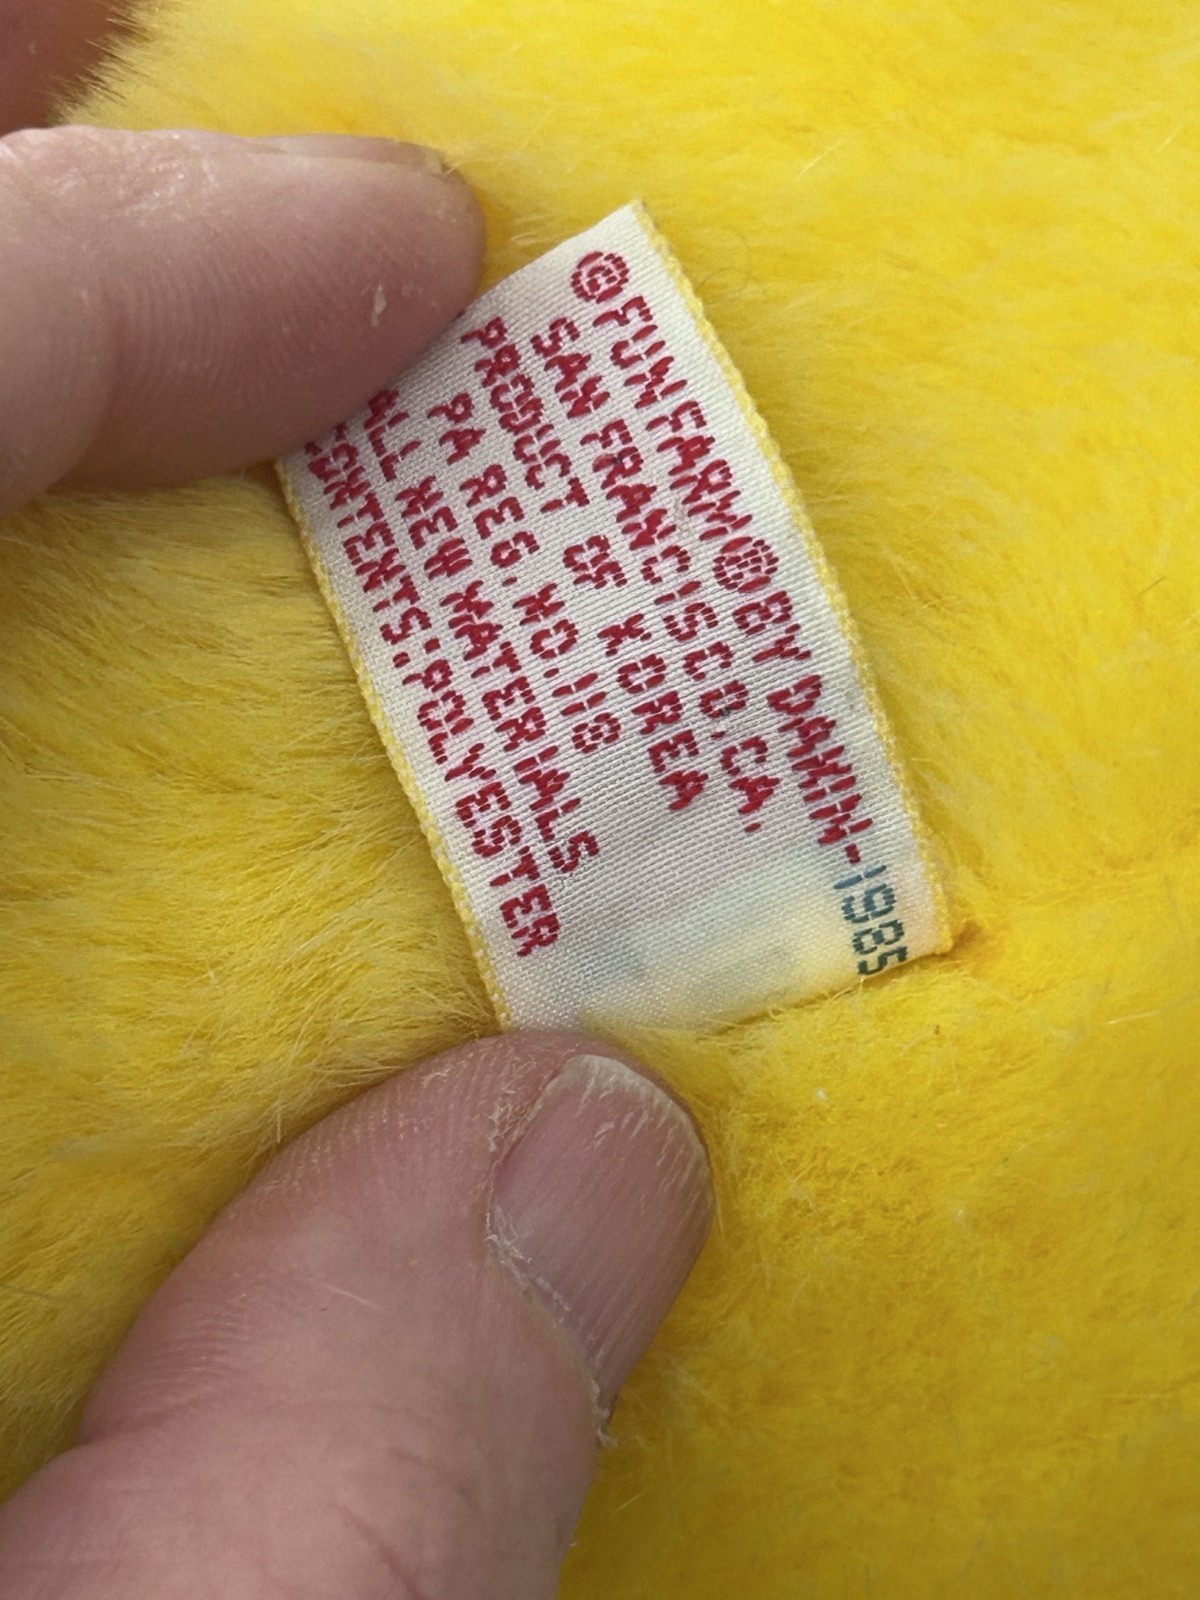 © FUN FARM ® BY DAKIN-1985
SAN FRANCISCO, CA.
PRODUCT OF KOREA
PA REG. NO. 118
ALL NEW MATERIALS
CONTENTS: POLYESTER